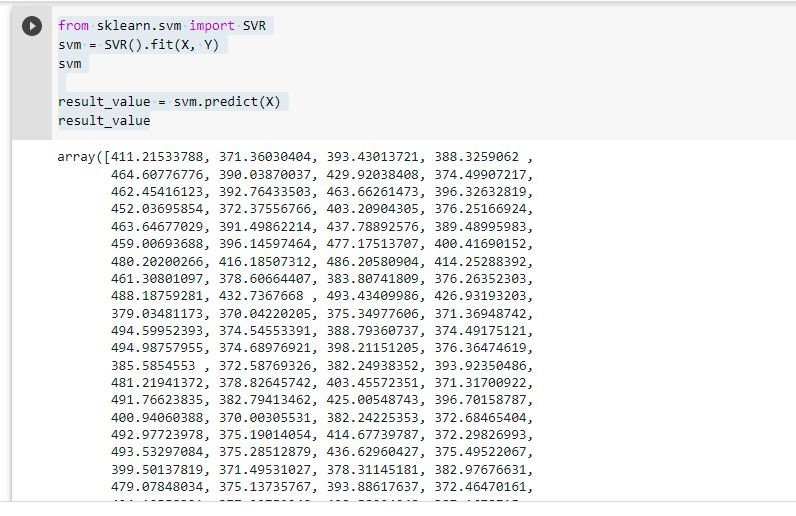 from sklearn.svm import SVR
svm = SVR().fit(X, Y)
svm
result_value = svm.predict(X)
result_value
array([411.21533788, 371.36030404, 393.43013721, 388.3259062 ,
464.60776776, 390.03870037, 429.92038408, 374.49907217,
462.45416123, 392.76433503, 463.66261473, 396.32632819,
452.03695854, 372.37556766, 403.20904305, 376.25166924,
463.64677029, 391.49862214, 437.78892576, 389.48995983,
459.00693688, 396.14597464, 477.17513707, 400.41690152,
480.20200266, 416.18507312, 486.20580904, 414.25288392,
461.30801097, 378.60664407, 383.80741809, 376.26352303,
488.18759281, 432.7367668 , 493.43409986, 426.93193203,
379.03481173, 370.04220205, 375.34977606, 371.36948742,
494.59952393, 374.54553391, 388.79360737, 374.49175121,
494.98757955, 374.68976921, 398.21151205, 376.36474619,
385.5854553 , 372.58769326, 382.24938352, 393.92350486,
481.21941372, 378.82645742, 403.45572351, 371.31700922,
491.76623835, 382.79413462, 425.00548743, 396.70158787,
400.94060388, 370.00305531, 382.24225353, 372.68465404,
492.97723978, 375.19014054, 414.67739787, 372.29826993,
493.53297084, 375.28512879, 436.62960427, 375.49522067,
399.50137819, 371.49531027, 378.31145181, 382.97676631,
479.07848034, 375.13735767, 393.88617637, 372.46470161,